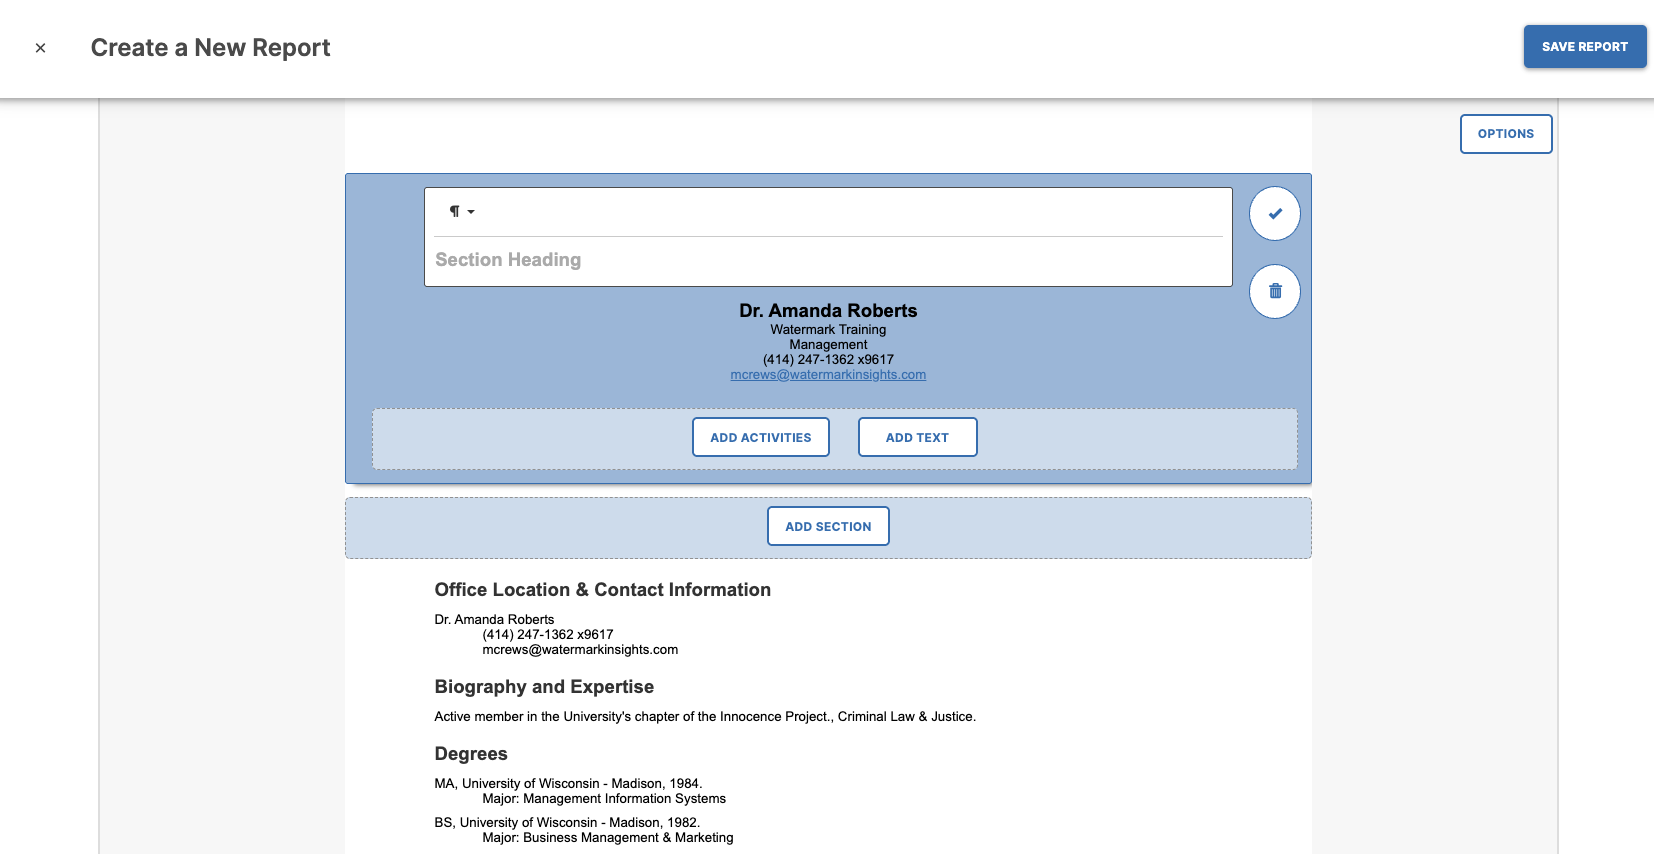 × Create a New Report
SAVE REPORT
OPTIONS
¶
Section Heading
Dr. Amanda Roberts
Watermark Training
Management
(414) 247-1362 x9617
mcrews@watermarkinsights.com
ADD ACTIVITIES ADD TEXT
ADD SECTION
Office Location & Contact Information
Dr. Amanda Roberts
(414) 247-1362 x9617
mcrews@watermarkinsights.com
Biography and Expertise
Active member in the University's chapter of the Innocence Project., Criminal Law & Justice.
Degrees
MA, University of Wisconsin - Madison, 1984.
Major: Management Information Systems
BS, University of Wisconsin - Madison, 1982.
Major: Business Management & Marketing